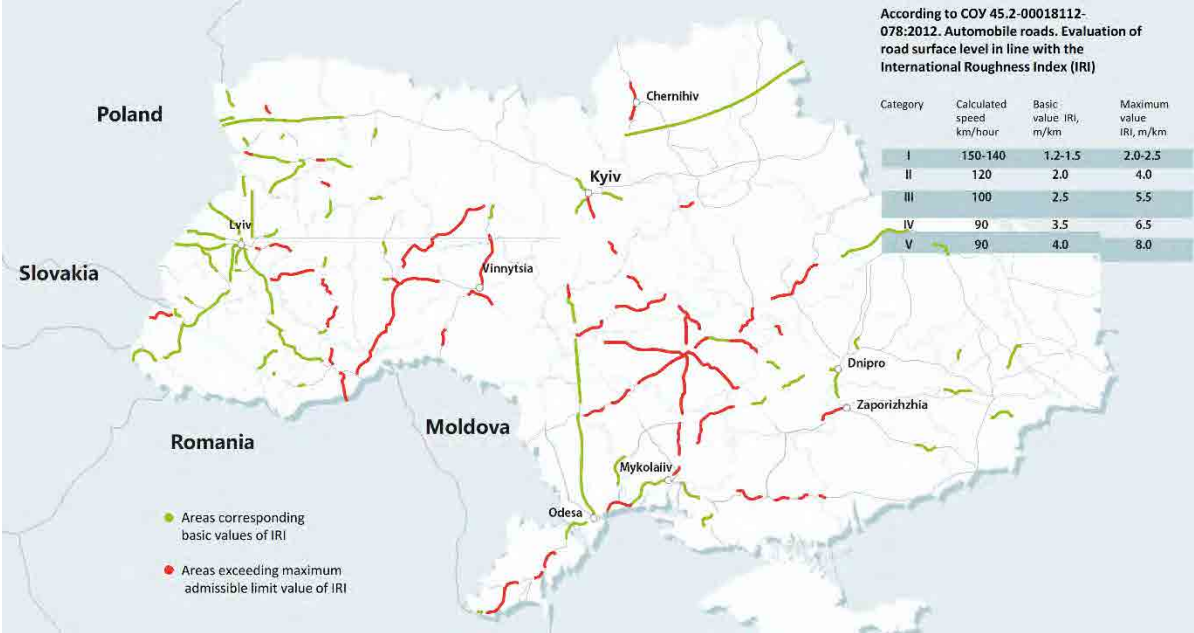 According to СОУ 45.2-00018112-
078:2012. Automobile roads. Evaluation of
road surface level in line with the
International Roughness Index (IRI)
Category Calculated speed km/hour Basic value IRI, m/km Maximum value IRI, m/km
I 150-140 1.2-1.5 2.0-2.5
II 120 2.0 4.0
III 100 2.5 5.5
IV 90 3.5 6.5
V 90 4.0 8.0
Poland
Chernihiv
Kyiv
Lviv
Slovakia
Vinnytsia
Dnipro
Zaporizhzhia
Moldova
Romania
Mykolaiiv
Odesa
Areas corresponding
basic values of IRI
Areas exceeding maximum
admissible limit value of IRI